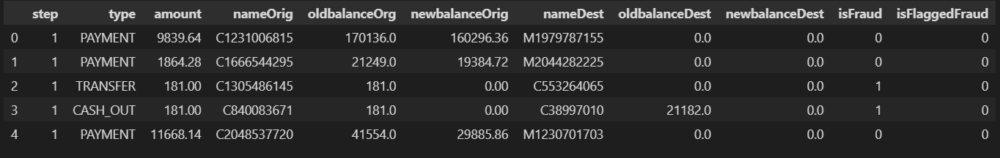 step type amount nameOrig oldbalanceOrg newbalanceOrig nameDest oldbalanceDest newbalanceDest isFraud isFlaggedFraud
0 1 PAYMENT 9839.64 C1231006815 170136.0 160296.36 M1979787155 0.0 0.0 0 0
1 1 PAYMENT 1864.28 C1666544295 21249.0 19384.72 M2044282225 0.0 0.0 0 0
2 1 TRANSFER 181.00 C1305486145 181.0 0.00 C553264065 0.0 0.0 1 0
3 1 CASH_OUT 181.00 C840083671 181.0 0.00 C38997010 21182.0 0.0 1 0
4 1 PAYMENT 11668.14 C2048537720 41554.0 29885.86 M1230701703 0.0 0.0 0 0